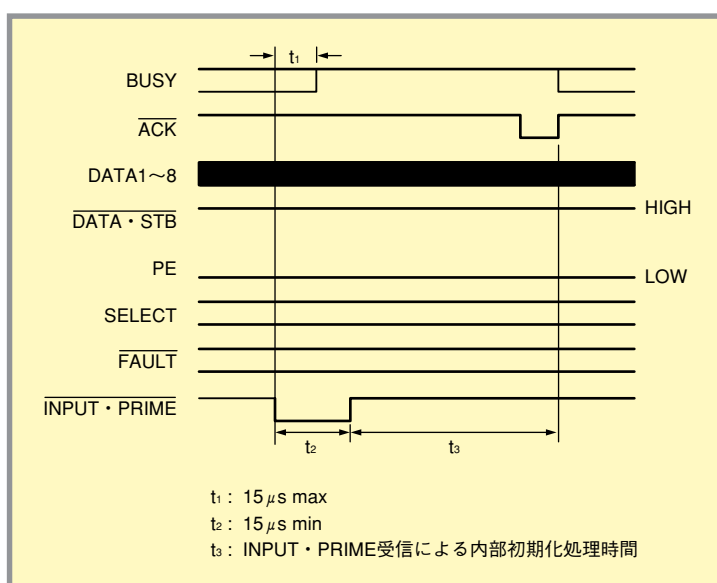 t1
BUSY
ACK
DATA1～8
DATA・STB
HIGH
PE
LOW
SELECT
FAULT
INPUT・PRIME
t2
t3
t1 : 15μs max
t2 : 15μs min
t3 : INPUT・PRIME受信による内部初期化処理時間